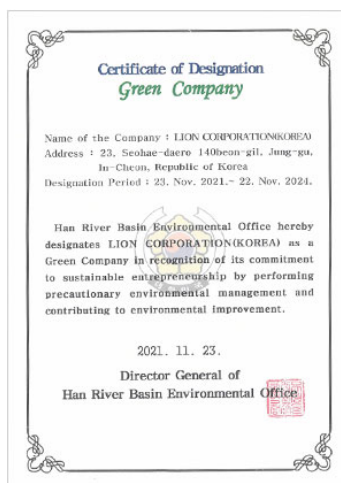 Certificate of Designation
Green Company
Name of the Company : LION CORPORATION(KOREA)
Address : 23, Seohae-daero 140beon-gil, Jung-gu,
In-Cheon, Republic of Korea
Designation Period : 23. Nov. 2021.~ 22. Nov. 2024.
Han River Basin Environmental Office hereby
designates LION CORPORATION(KOREA) as a
Green Company in recognition of its commitment
to sustainable entrepreneurship by performing
precautionary environmental management and
contributing to environmental improvement.
2021. 11. 23.
Director General of
Han River Basin Environmental Office